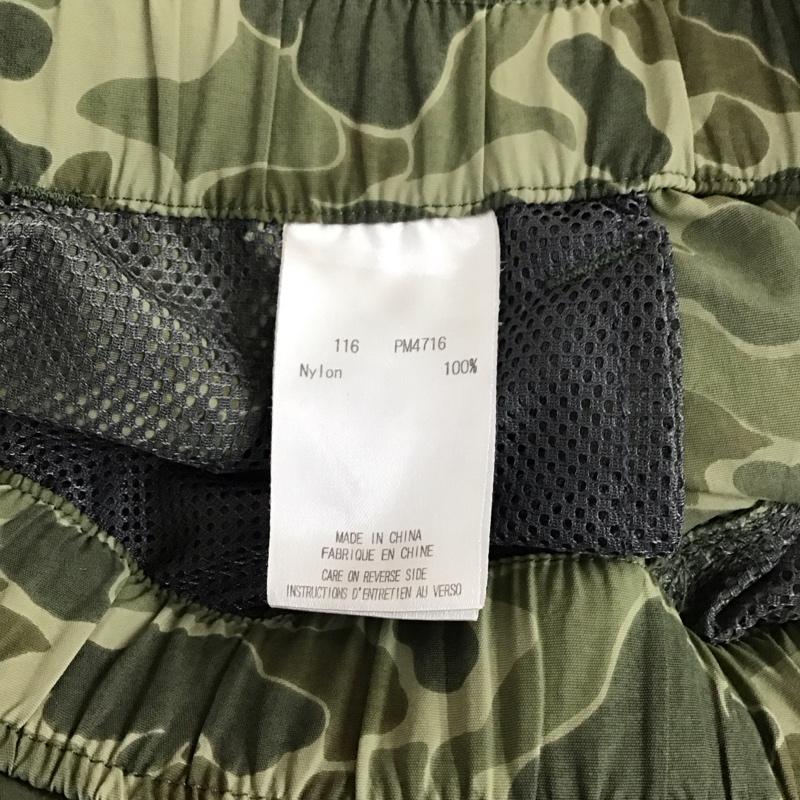 116 PM4716
Nylon 100%
MADE IN CHINA
FABRIQUE EN CHINE
CARE ON REVERSE SIDE
INSTRUCTIONS D'ENTRETIEN AU VERSO